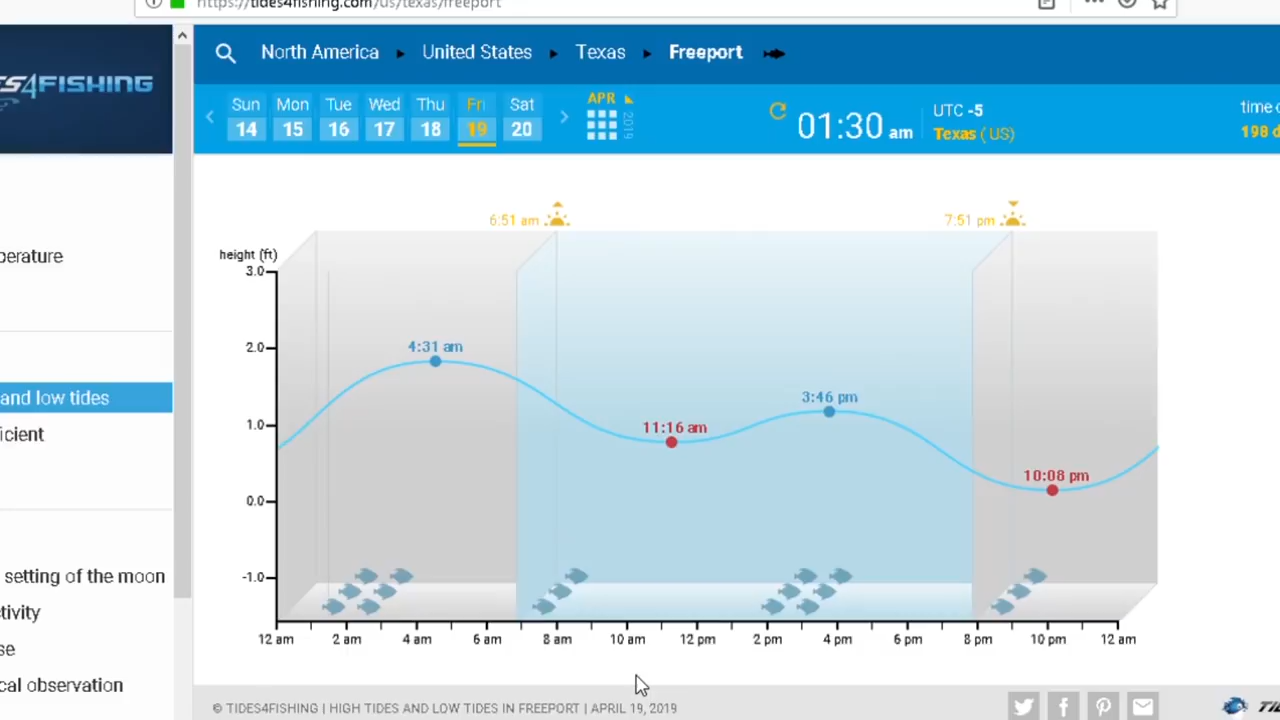 https://tides4fishing.com/us/texas/freeport
ES4FISHING
North America United States Texas Freeport
Sun Mon Tue Wed Thu Fri Sat
14 15 16 17 18 19 20
APR
2019
01:30 am
UTC -5
Texas (US)
time
198 d
6:51 am
7:51 pm
height (ft)
3.0
2.0
1.0
0.0
-1.0
4:31 am
11:16 am
3:46 pm
10:08 pm
12 am 2 am 4 am 6 am 8 am 10 am 12 pm 2 pm 4 pm 6 pm 8 pm 10 pm 12 am
perature
and low tides
icient
setting of the moon
tivity
se
cal observation
© TIDES4FISHING | HIGH TIDES AND LOW TIDES IN FREEPORT | APRIL 19, 2019